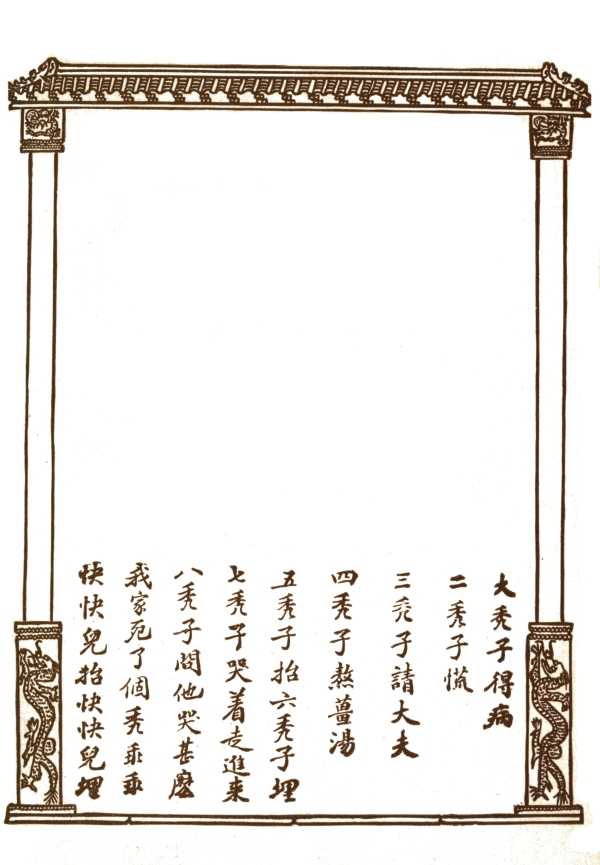 大秃子得病
二秃子慌
三秃子請大夫
四秃子熬薑湯
五秃子抬六秃子埋
七秃子哭着走進來
八秃子問他哭甚麽
我家死了個秃乖乖
快快兒抬快快兒埋